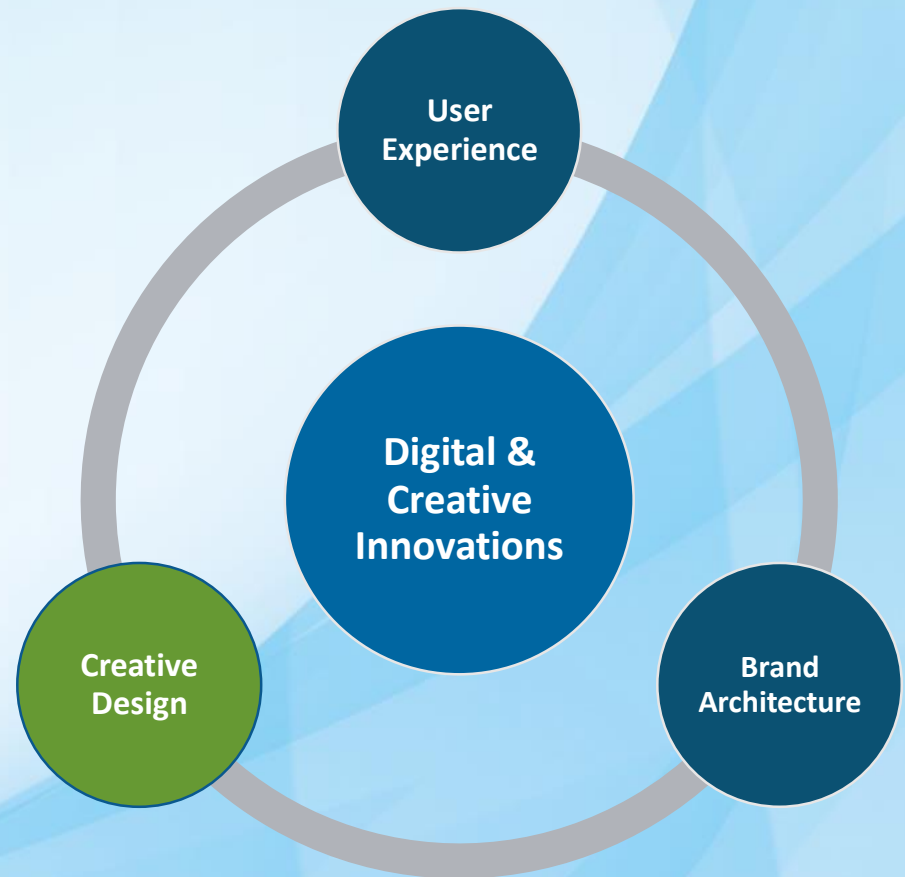 User
Experience
Digital &
Creative
Innovations
Creative
Design
Brand
Architecture